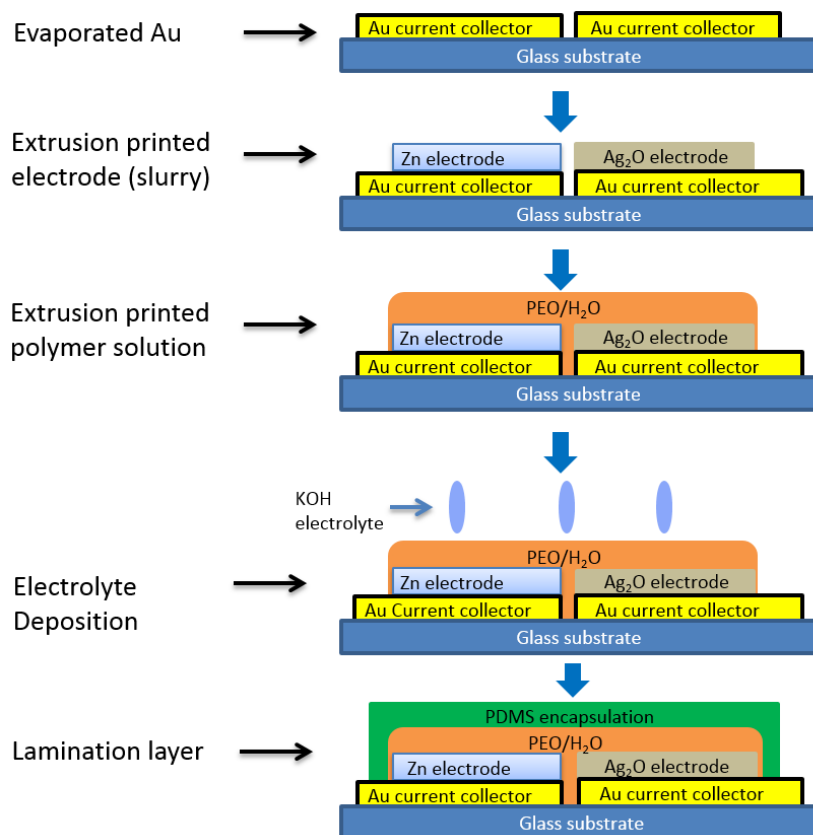 Evaporated Au
Au current collector
Au current collector
Glass substrate
Extrusion printed
electrode (slurry)
Zn electrode
Ag₂O electrode
Au current collector
Au current collector
Glass substrate
Extrusion printed
polymer solution
PEO/H₂O
Zn electrode
Ag₂O electrode
Au current collector
Au current collector
Glass substrate
KOH
electrolyte
Electrolyte
Deposition
PEO/H₂O
Zn electrode
Ag₂O electrode
Au Current collector
Au current collector
Glass substrate
Lamination layer
PDMS encapsulation
PEO/H₂O
Zn electrode
Ag₂O electrode
Au current collector
Au current collector
Glass substrate